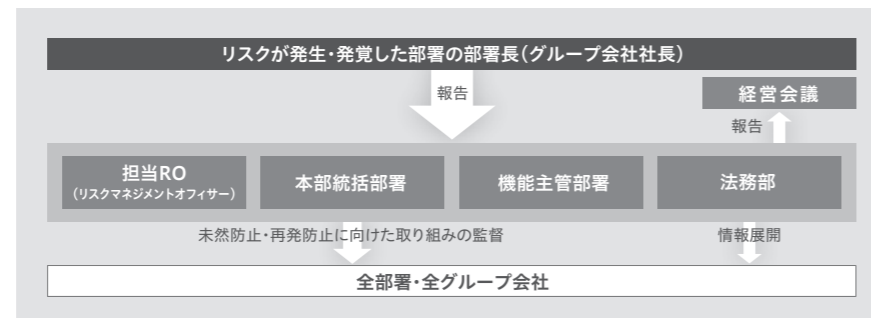 リスクが発生・発覚した部署の部署長（グループ会社社長）
報告
経営会議
報告
担当RO
（リスクマネジメントオフィサー）
本部統括部署
機能主管部署
法務部
未然防止・再発防止に向けた取り組みの監督
情報展開
全部署・全グループ会社